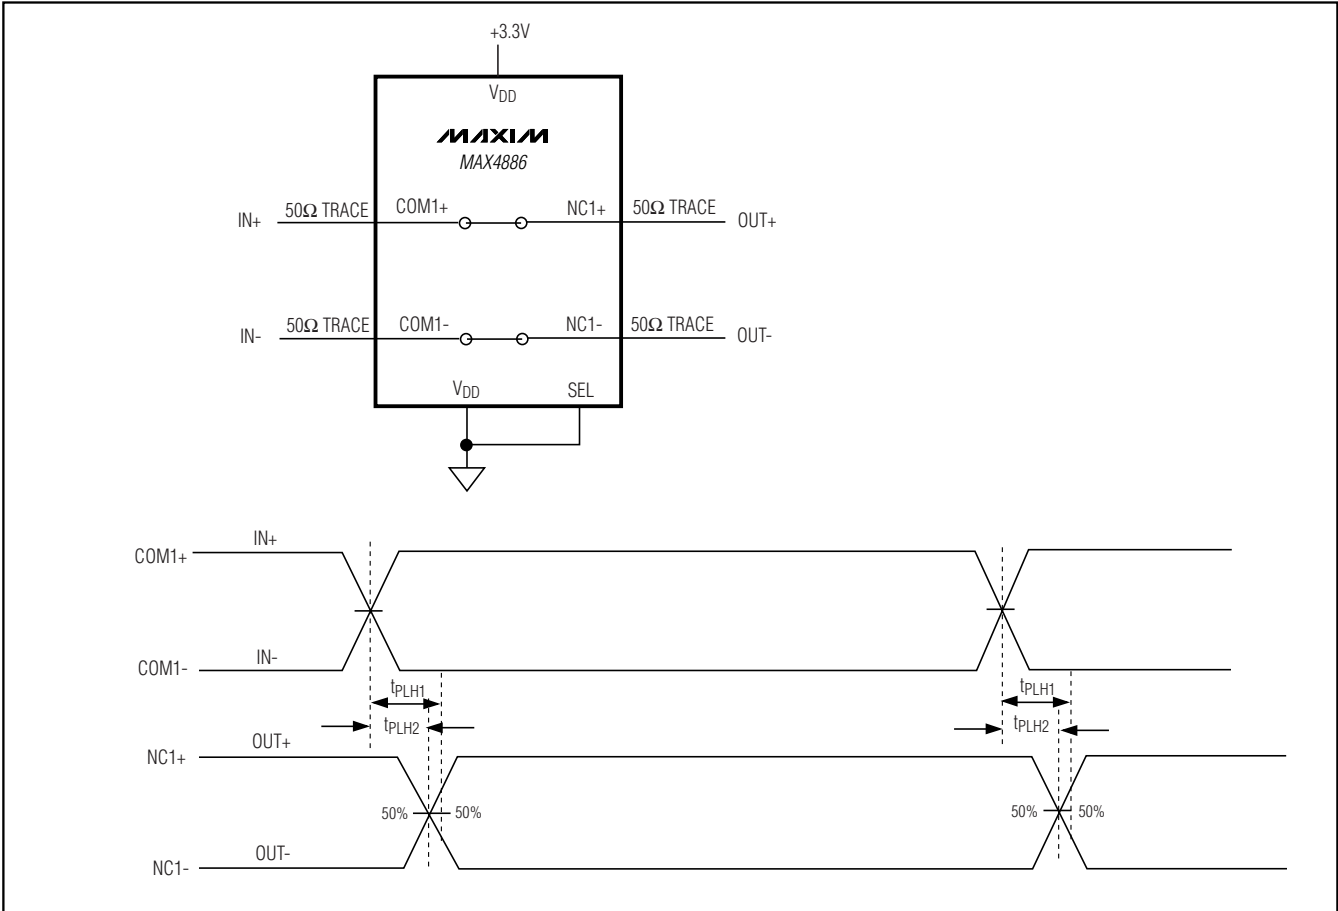 +3.3V
VDD
MAXIM
MAX4886
IN+ 50Ω TRACE COM1+ NC1+ 50Ω TRACE OUT+
IN- 50Ω TRACE COM1- NC1- 50Ω TRACE OUT-
VDD SEL
COM1+ IN+
COM1- IN-
tPLH1 tPLH1
tPLH2 tPLH2
NC1+ OUT+
50% 50% 50% 50%
NC1- OUT-